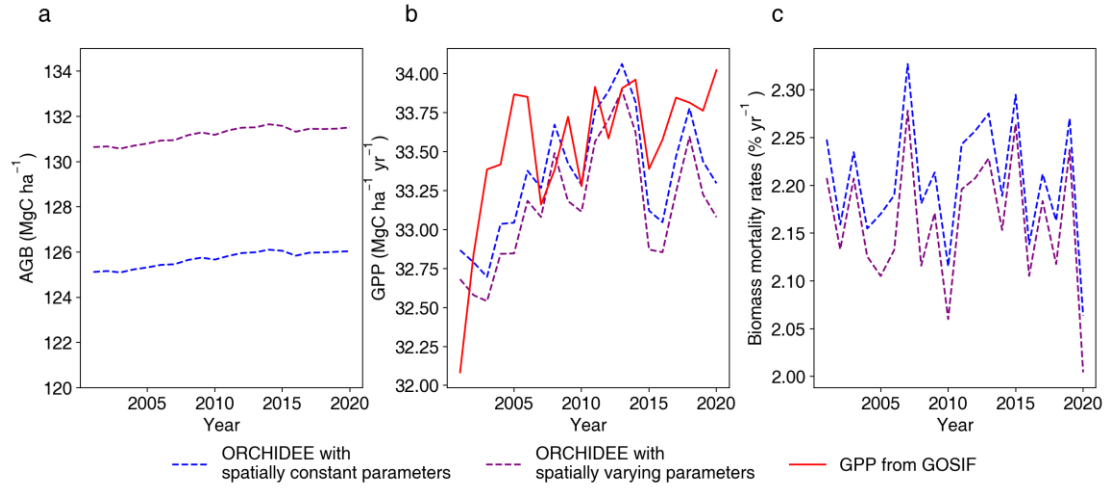 a
b
c
134
132
130
128
126
124
122
120
AGB (MgC ha⁻¹)
2005
2010
2015
2020
Year
34.00
33.75
33.50
33.25
33.00
32.75
32.50
32.25
32.00
GPP (MgC ha⁻¹ yr⁻¹)
2005
2010
2015
2020
Year
2.30
2.25
2.20
2.15
2.10
2.05
2.00
Biomass mortality rates (% yr⁻¹)
2005
2010
2015
2020
Year
ORCHIDEE with
spatially constant parameters
ORCHIDEE with
spatially varying parameters
GPP from GOSIF